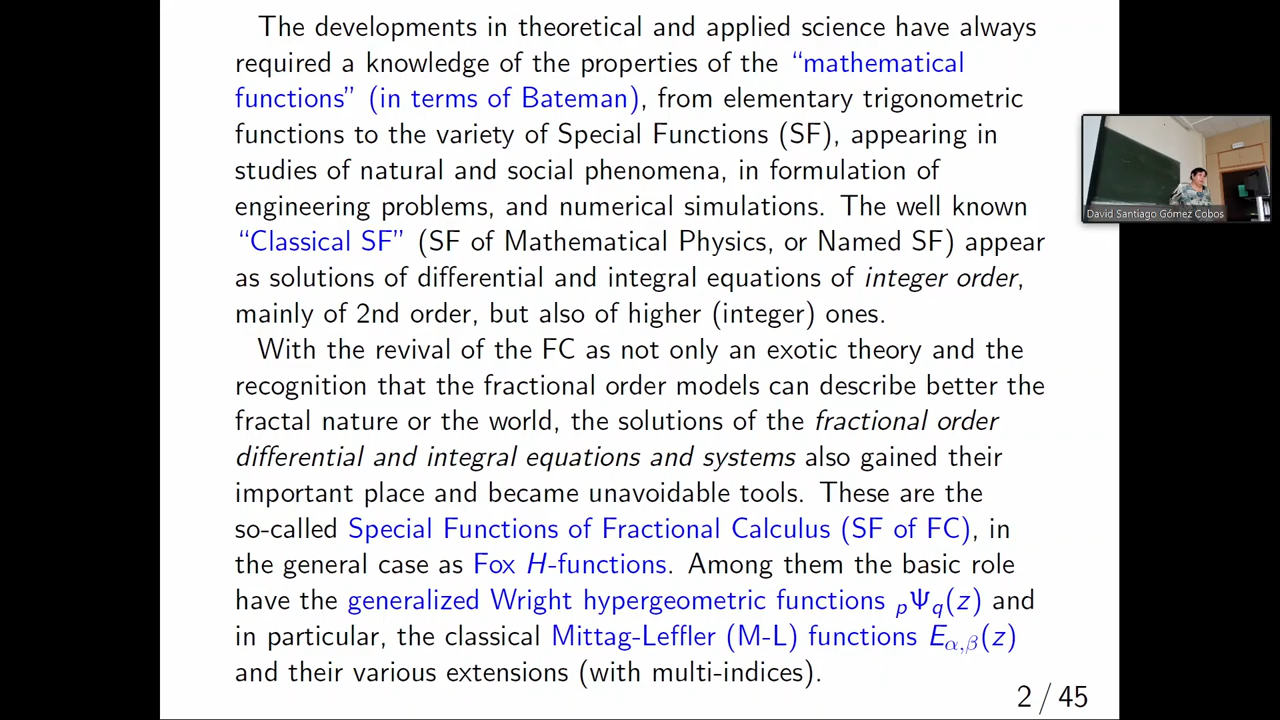 The developments in theoretical and applied science have always
required a knowledge of the properties of the “mathematical
functions” (in terms of Bateman), from elementary trigonometric
functions to the variety of Special Functions (SF), appearing in
studies of natural and social phenomena, in formulation of
engineering problems, and numerical simulations. The well known
“Classical SF” (SF of Mathematical Physics, or Named SF) appear
as solutions of differential and integral equations of integer order,
mainly of 2nd order, but also of higher (integer) ones.
With the revival of the FC as not only an exotic theory and the
recognition that the fractional order models can describe better the
fractal nature or the world, the solutions of the fractional order
differential and integral equations and systems also gained their
important place and became unavoidable tools. These are the
so-called Special Functions of Fractional Calculus (SF of FC), in
the general case as Fox H-functions. Among them the basic role
have the generalized Wright hypergeometric functions pΨq(z) and
in particular, the classical Mittag-Leffler (M-L) functions Eα,β(z)
and their various extensions (with multi-indices).
2 / 45
David Santiago Gómez Cobos